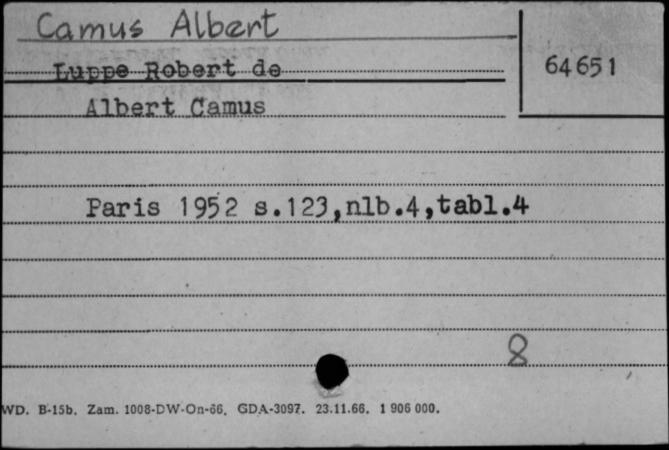 Camus Albert
Luppe Robert de
64651
Albert Camus
Paris 1952 s.123,nlb.4,tabl.4
8
WD. B-15b. Zam. 1008-DW-On-66. GDA-3097. 23.11.66. 1 906 000.